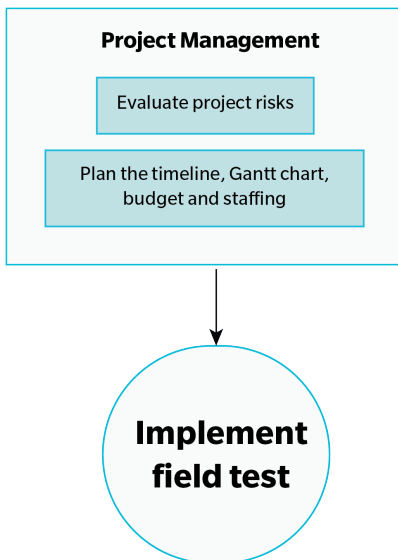 Project Management
Evaluate project risks
Plan the timeline, Gantt chart,
budget and staffing
Implement
field test